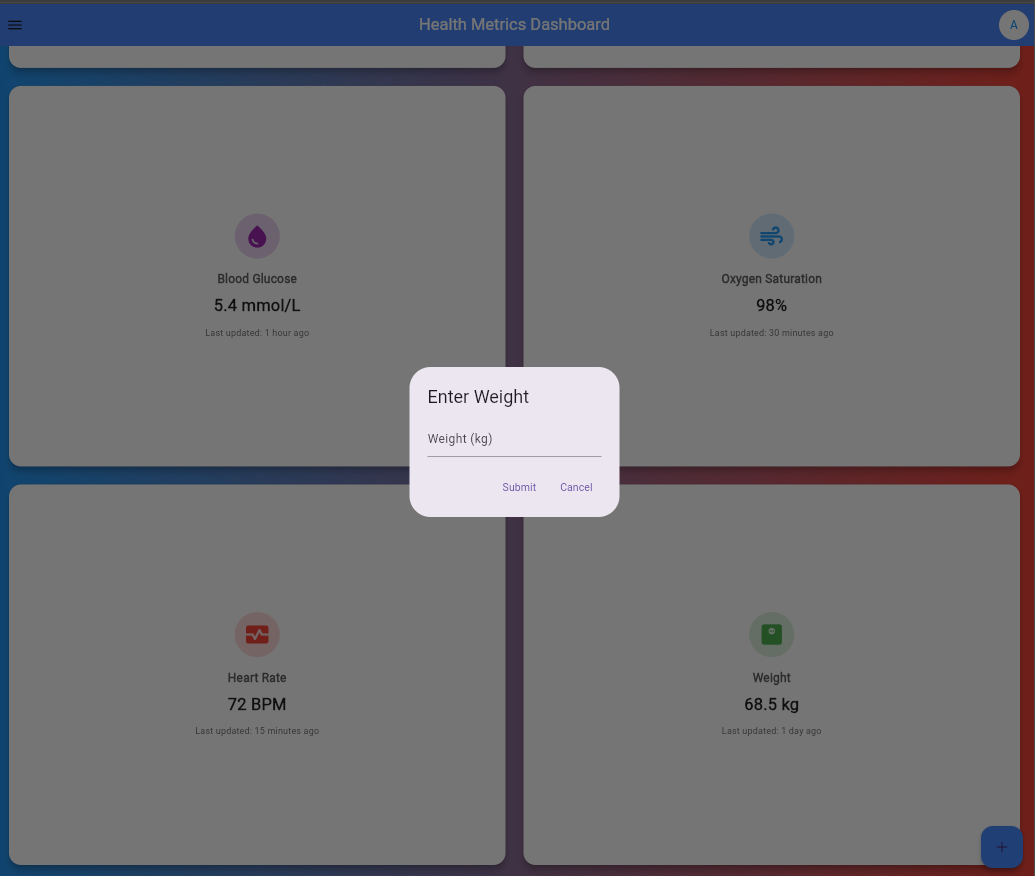 Health Metrics Dashboard
A
Blood Glucose
5.4 mmol/L
Last updated: 1 hour ago
Oxygen Saturation
98%
Last updated: 30 minutes ago
Enter Weight
Weight (kg)
Submit
Cancel
Heart Rate
72 BPM
Last updated: 15 minutes ago
Weight
68.5 kg
Last updated: 1 day ago